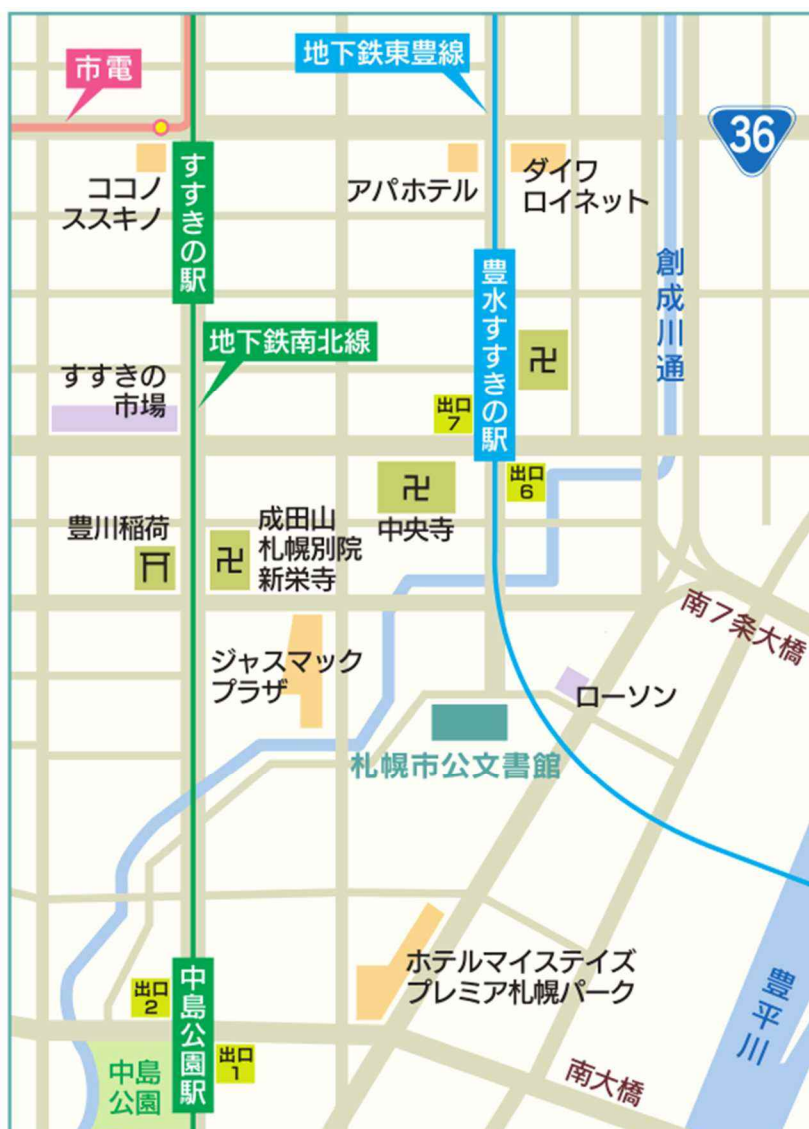 市電
地下鉄東豊線
36
ココノ
ススキノ
すすきの駅
アパホテル
ダイワ
ロイネット
創成川通
豊水すすきの駅
地下鉄南北線
すすきの
市場
卍
出口
7
出口
6
卍
中央寺
豊川稲荷
卍
成田山
札幌別院
新栄寺
南7条大橋
ジャスマック
プラザ
ローソン
札幌市公文書館
ホテルマイステイズ
プレミア札幌パーク
豊平川
出口
2
中島公園駅
出口
1
中島
公園
南大橋